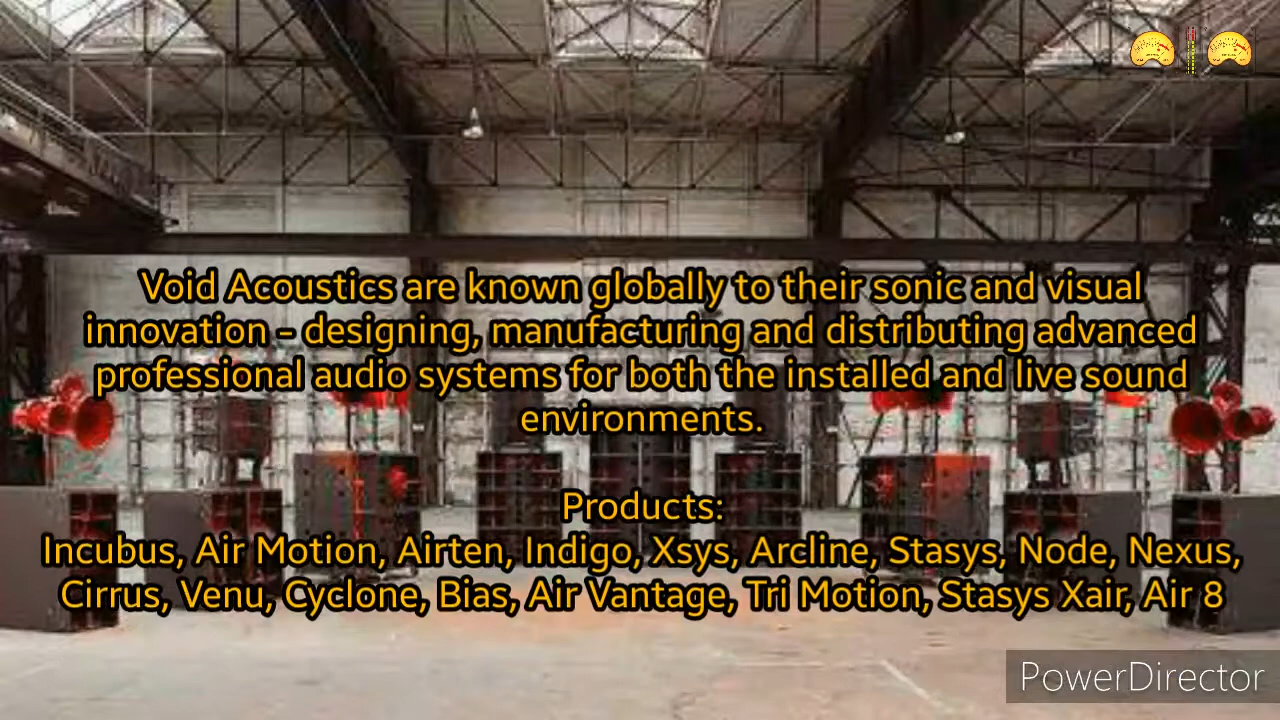 Void Acoustics are known globally to their sonic and visual
innovation - designing, manufacturing and distributing advanced
professional audio systems for both the installed and live sound
environments.
Products:
Incubus, Air Motion, Airten, Indigo, Xsys, Arcline, Stasys, Node, Nexus,
Cirrus, Venu, Cyclone, Bias, Air Vantage, Tri Motion, Stasys Xair, Air 8
PowerDirector